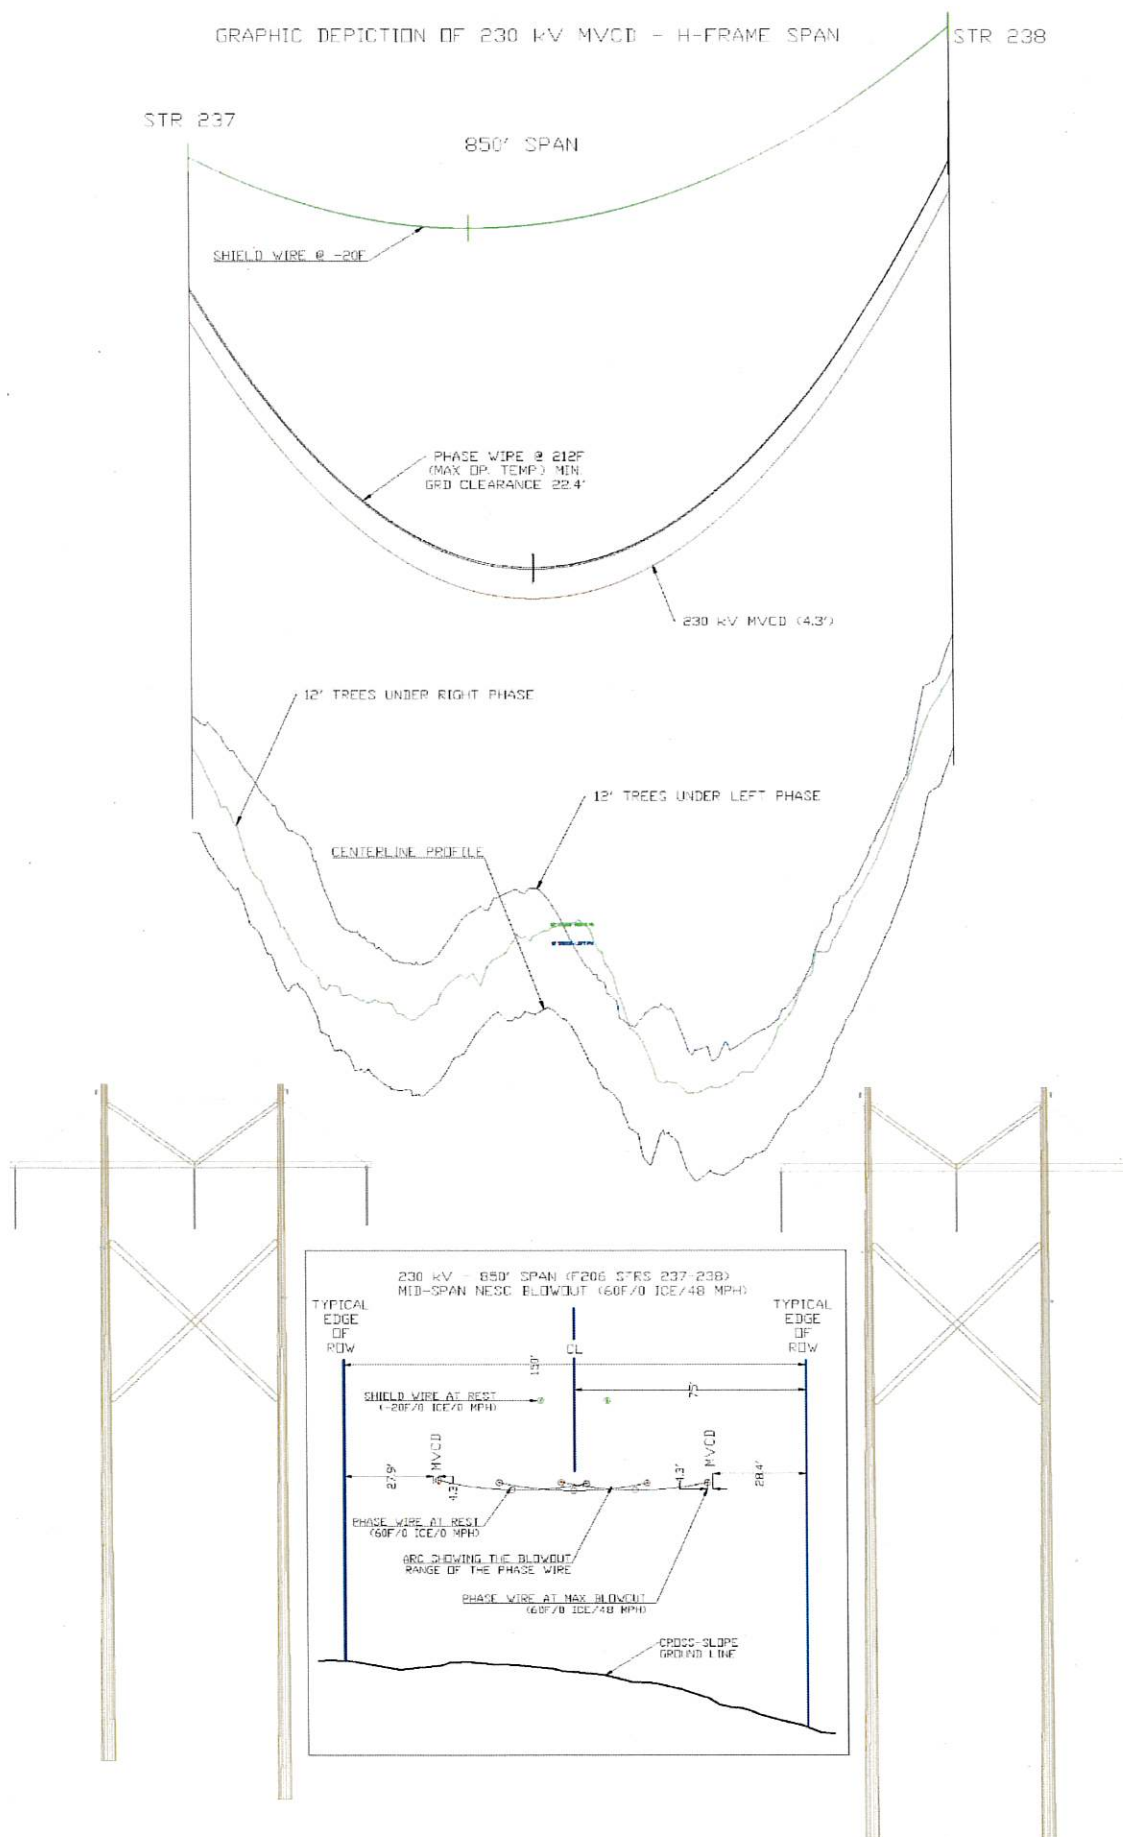 GRAPHIC DEPICTION OF 230 kV MVCD - H-FRAME SPAN
STR 238
STR 237
850' SPAN
SHIELD WIRE @ -20F
PHASE WIRE @ 212F
(MAX OP. TEMP) MIN.
GRD CLEARANCE 22.4'
230 kV MVCD (4.3')
12' TREES UNDER RIGHT PHASE
12' TREES UNDER LEFT PHASE
CENTERLINE PROFILE
230 kV - 850' SPAN (F206 STRS 237-238)
MID-SPAN NESC BLOWOUT (60F/0 ICE/48 MPH)
TYPICAL
EDGE
OF
ROW
TYPICAL
EDGE
OF
ROW
CL
150'
75'
SHIELD WIRE AT REST
(-20F/0 ICE/0 MPH)
MVCD
MVCD
27.9'
4.3'
4.3'
28.4'
PHASE WIRE AT REST
(60F/0 ICE/0 MPH)
ARC SHOWING THE BLOWOUT
RANGE OF THE PHASE WIRE
PHASE WIRE AT MAX BLOWOUT
(60F/0 ICE/48 MPH)
CROSS-SLOPE
GROUND LINE